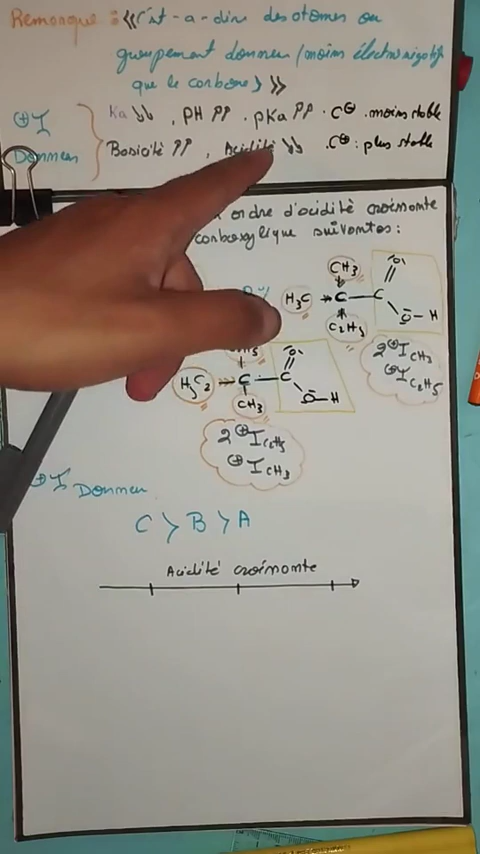 Remarque : «C'est-a-dire des atomes ou
groupement donneur (moins électronégatif
que le carbone) »
⊕I
Donneur
Ka ↓↓ , PH ↑↑ . pKa ↑↑ . C⊖ .moins stable
Basicité ↑↑ , Acidité ↓↓ .C⊕ : plus stable
ordre d'acidité croimonte
carboxylique suivantes :
CH3
H3C → C — C
O
O — H
C2H5
2⊕I CH3
⊕I C2H5
H5C2 → C — C
O
O — H
CH3
2⊕I C2H5
⊕I CH3
⊕I Donneur
C > B > A
Acidité croimonte